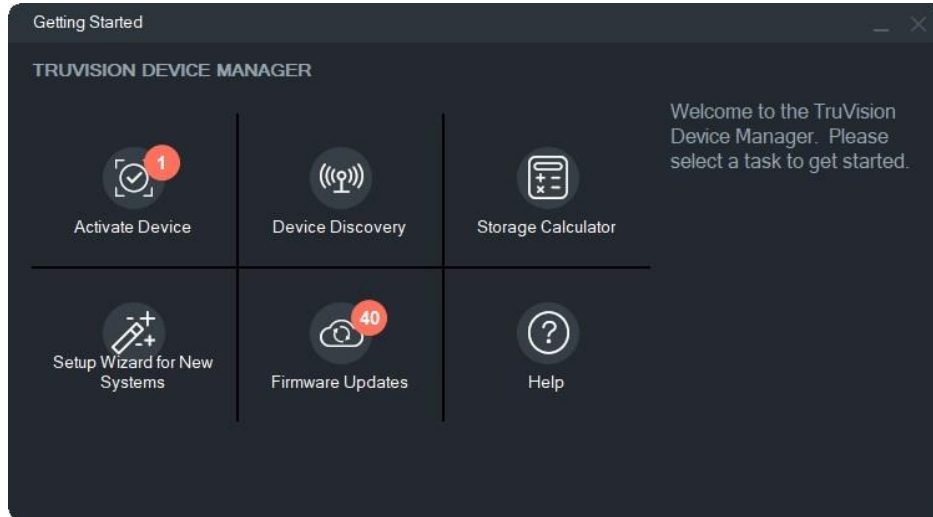 Getting Started
TRUVISION DEVICE MANAGER
Welcome to the TruVision
Device Manager. Please
select a task to get started.
1
Activate Device
Device Discovery
Storage Calculator
Setup Wizard for New
Systems
40
Firmware Updates
Help